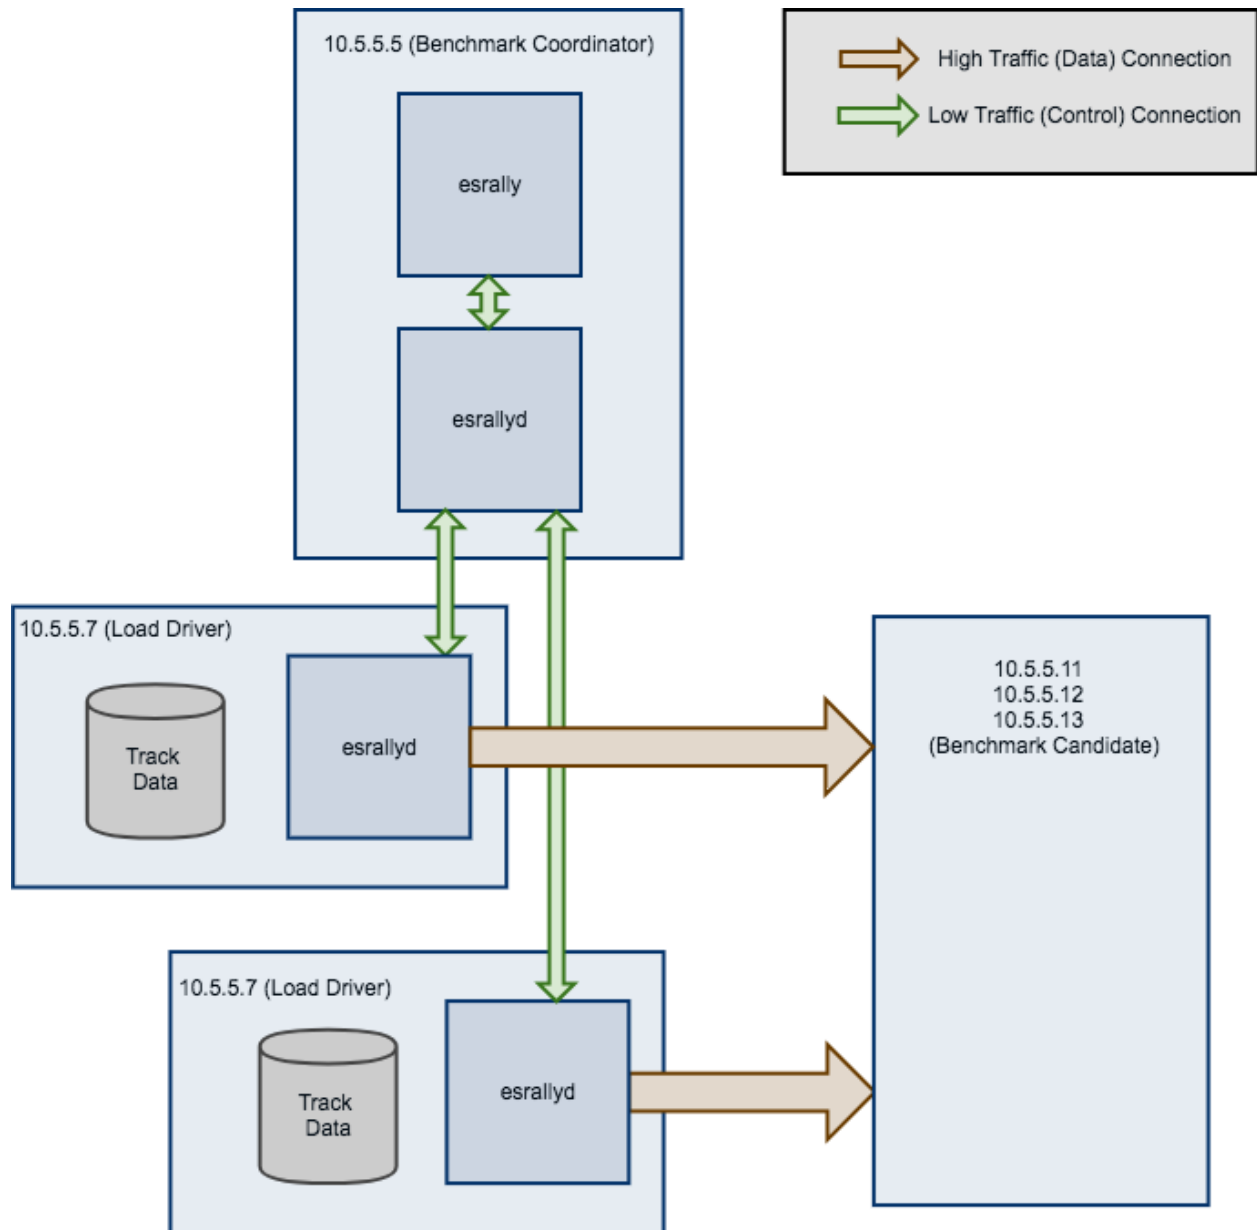 10.5.5.5 (Benchmark Coordinator)
High Traffic (Data) Connection
Low Traffic (Control) Connection
esrally
esrallyd
10.5.5.7 (Load Driver)
Track
Data
esrallyd
10.5.5.11
10.5.5.12
10.5.5.13
(Benchmark Candidate)
10.5.5.7 (Load Driver)
Track
Data
esrallyd